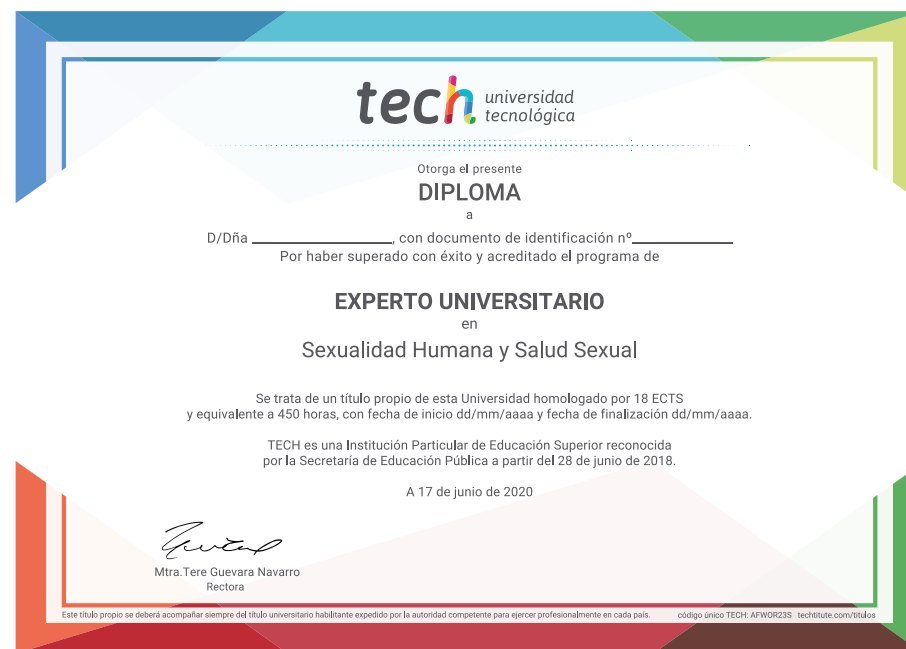 tech universidad
tecnológica
Otorga el presente
DIPLOMA
a
D/Dña ____________________, con documento de identificación nº______________
Por haber superado con éxito y acreditado el programa de
EXPERTO UNIVERSITARIO
en
Sexualidad Humana y Salud Sexual
Se trata de un título propio de esta Universidad homologado por 18 ECTS
y equivalente a 450 horas, con fecha de inicio dd/mm/aaaa y fecha de finalización dd/mm/aaaa.
TECH es una Institución Particular de Educación Superior reconocida
por la Secretaría de Educación Pública a partir del 28 de junio de 2018.
A 17 de junio de 2020
Mtra.Tere Guevara Navarro
Rectora
Este título propio se deberá acompañar siempre del título universitario habilitante expedido por la autoridad competente para ejercer profesionalmente en cada país. código único TECH: AFWOR23S techtitute.com/títulos